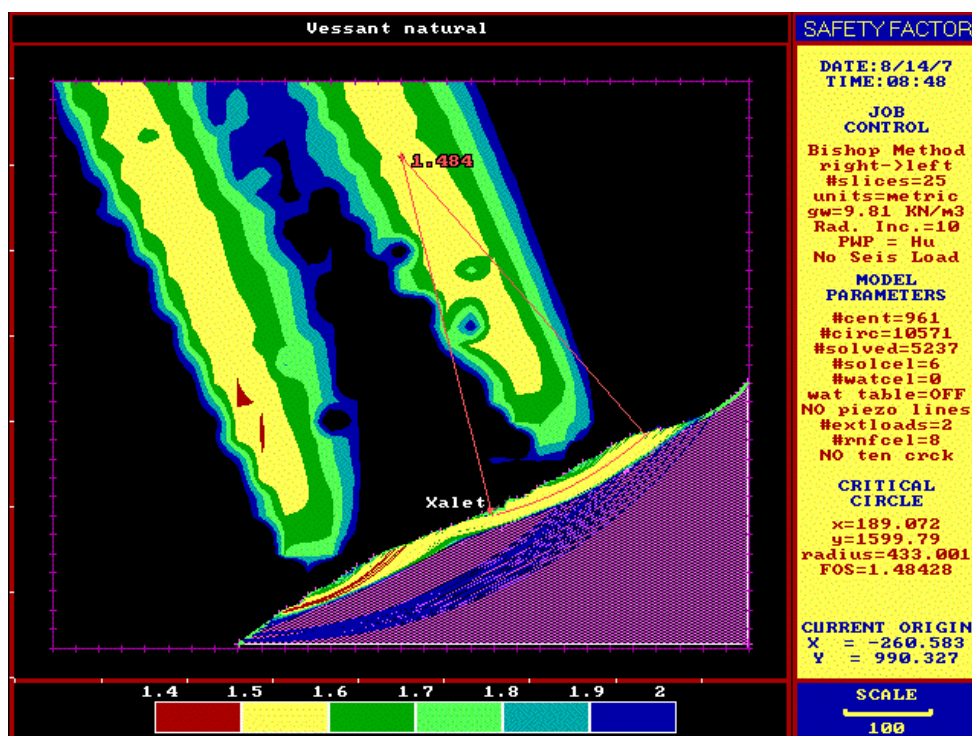 Vessant natural
1.484
Xalet
1.4 1.5 1.6 1.7 1.8 1.9 2
SAFETY FACTOR
DATE:8/14/7
TIME:08:48
JOB
CONTROL
Bishop Method
right->left
#slices=25
units=metric
gw=9.81 KN/m3
Rad. Inc.=10
PWP = Hu
No Seis Load
MODEL
PARAMETERS
#cent=961
#circ=10571
#solved=5237
#solcel=6
#watcel=0
wat table=OFF
NO piezo lines
#extloads=2
#rnfcel=8
NO ten crck
CRITICAL
CIRCLE
x=189.072
y=1599.79
radius=433.001
FOS=1.48428
CURRENT ORIGIN
X = -260.583
Y = 990.327
SCALE
100